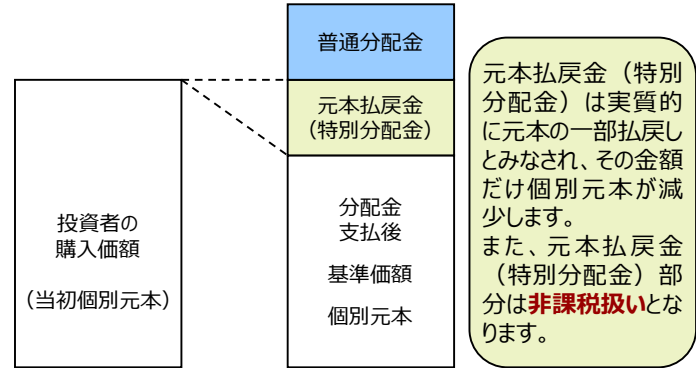 投資者の
購入価額
(当初個別元本)
普通分配金
元本払戻金
(特別分配金)
分配金
支払後
基準価額
個別元本
元本払戻金（特別
分配金）は実質的
に元本の一部払戻し
とみなされ、その金額
だけ個別元本が減
少します。
また、元本払戻金
（特別分配金）部
分は非課税扱いとな
ります。